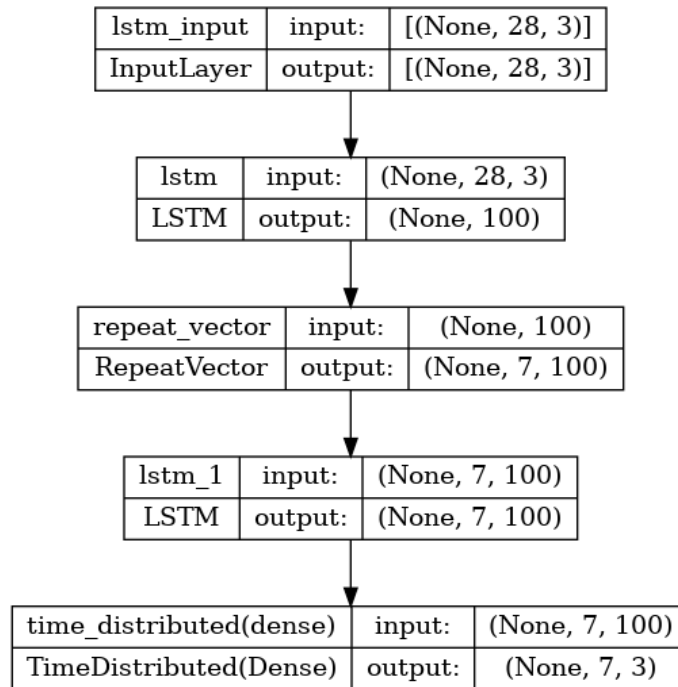 lstm_input input: [(None, 28, 3)]
InputLayer output: [(None, 28, 3)]
lstm input: (None, 28, 3)
LSTM output: (None, 100)
repeat_vector input: (None, 100)
RepeatVector output: (None, 7, 100)
lstm_1 input: (None, 7, 100)
LSTM output: (None, 7, 100)
time_distributed(dense) input: (None, 7, 100)
TimeDistributed(Dense) output: (None, 7, 3)